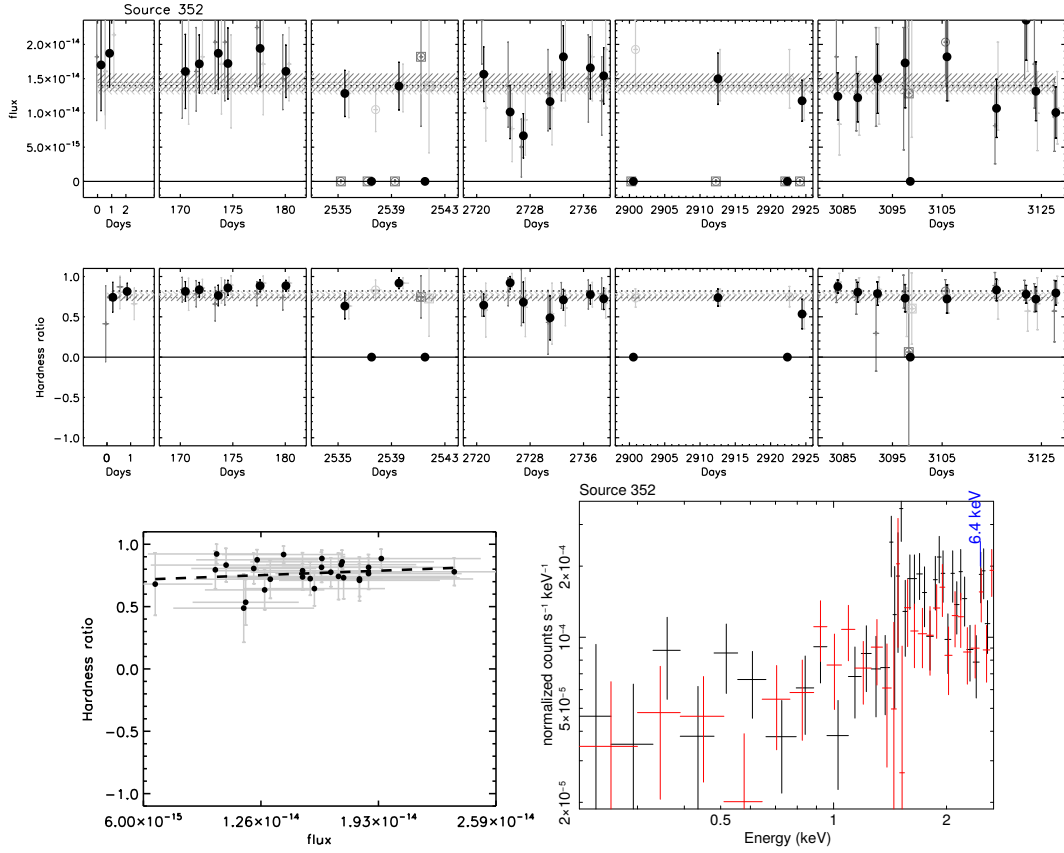 Source 352
flux
2.0×10⁻¹⁴
1.5×10⁻¹⁴
1.0×10⁻¹⁴
5.0×10⁻¹⁵
0
0 1 2
170 175 180
2535 2539 2543
2720 2728 2736
2900 2905 2910 2915 2920 2925
3085 3095 3105 3125
Days Days Days Days Days Days
Hardness ratio
1.0
0.5
0.0
−0.5
−1.0
0 1
170 175 180
2535 2539 2543
2720 2728 2736
2900 2905 2910 2915 2920 2925
3085 3095 3105 3125
Days Days Days Days Days Days
Hardness ratio
1.0
0.5
0.0
−0.5
−1.0
6.00×10⁻¹⁵ 1.26×10⁻¹⁴ 1.93×10⁻¹⁴ 2.59×10⁻¹⁴
flux
Source 352
6.4 keV
normalized counts s⁻¹ keV⁻¹
2×10⁻⁴
10⁻⁴
5×10⁻⁵
2×10⁻⁵
0.5 1 2
Energy (keV)